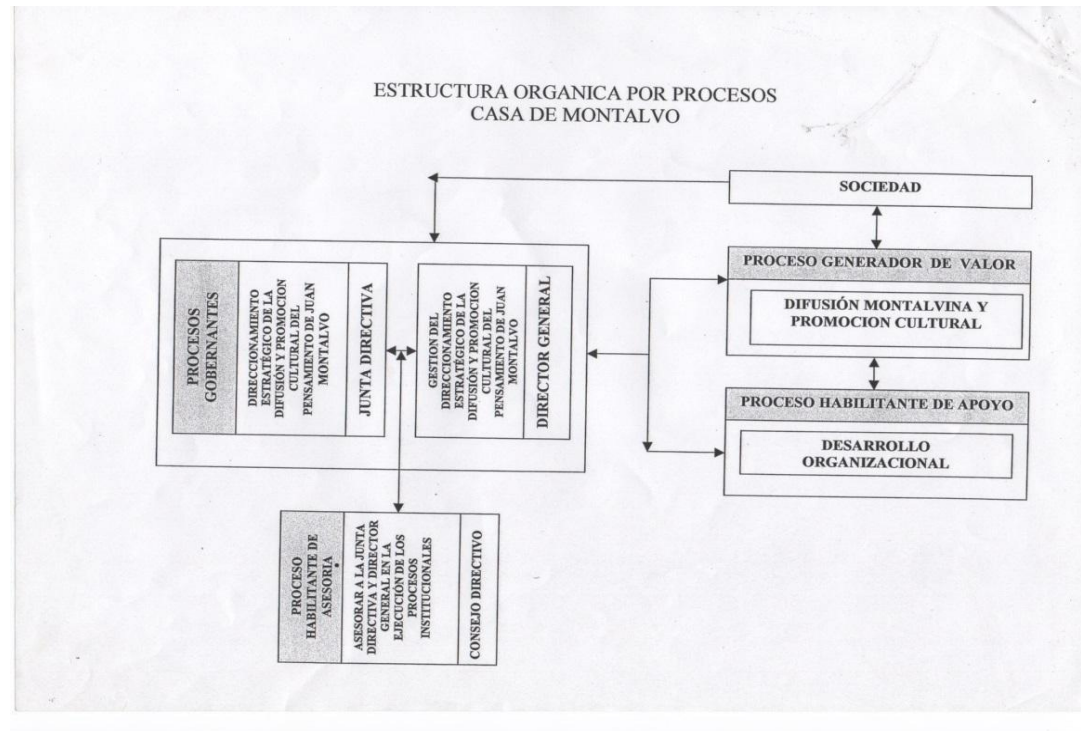 ESTRUCTURA ORGANICA POR PROCESOS
CASA DE MONTALVO
SOCIEDAD
PROCESO GENERADOR DE VALOR
DIFUSIÓN MONTALVINA Y
PROMOCION CULTURAL
PROCESO HABILITANTE DE APOYO
DESARROLLO
ORGANIZACIONAL
PROCESOS
GOBERNANTES
DIRECCIONAMIENTO
ESTRATÉGICO DE LA
DIFUSIÓN Y PROMOCION
CULTURAL DEL
PENSAMIENTO DE JUAN
MONTALVO
JUNTA DIRECTIVA
GESTION DEL
DIRECCIONAMIENTO
ESTRATÉGICO DE LA
DIFUSIÓN Y PROMOCION
CULTURAL DEL
PENSAMIENTO DE JUAN
MONTALVO
DIRECTOR GENERAL
PROCESO
HABILITANTE DE
ASESORIA
ASESORAR A LA JUNTA
DIRECTIVA Y DIRECTOR
GENERAL EN LA
EJECUCIÓN DE LOS
PROCESOS
INSTITUCIONALES
CONSEJO DIRECTIVO